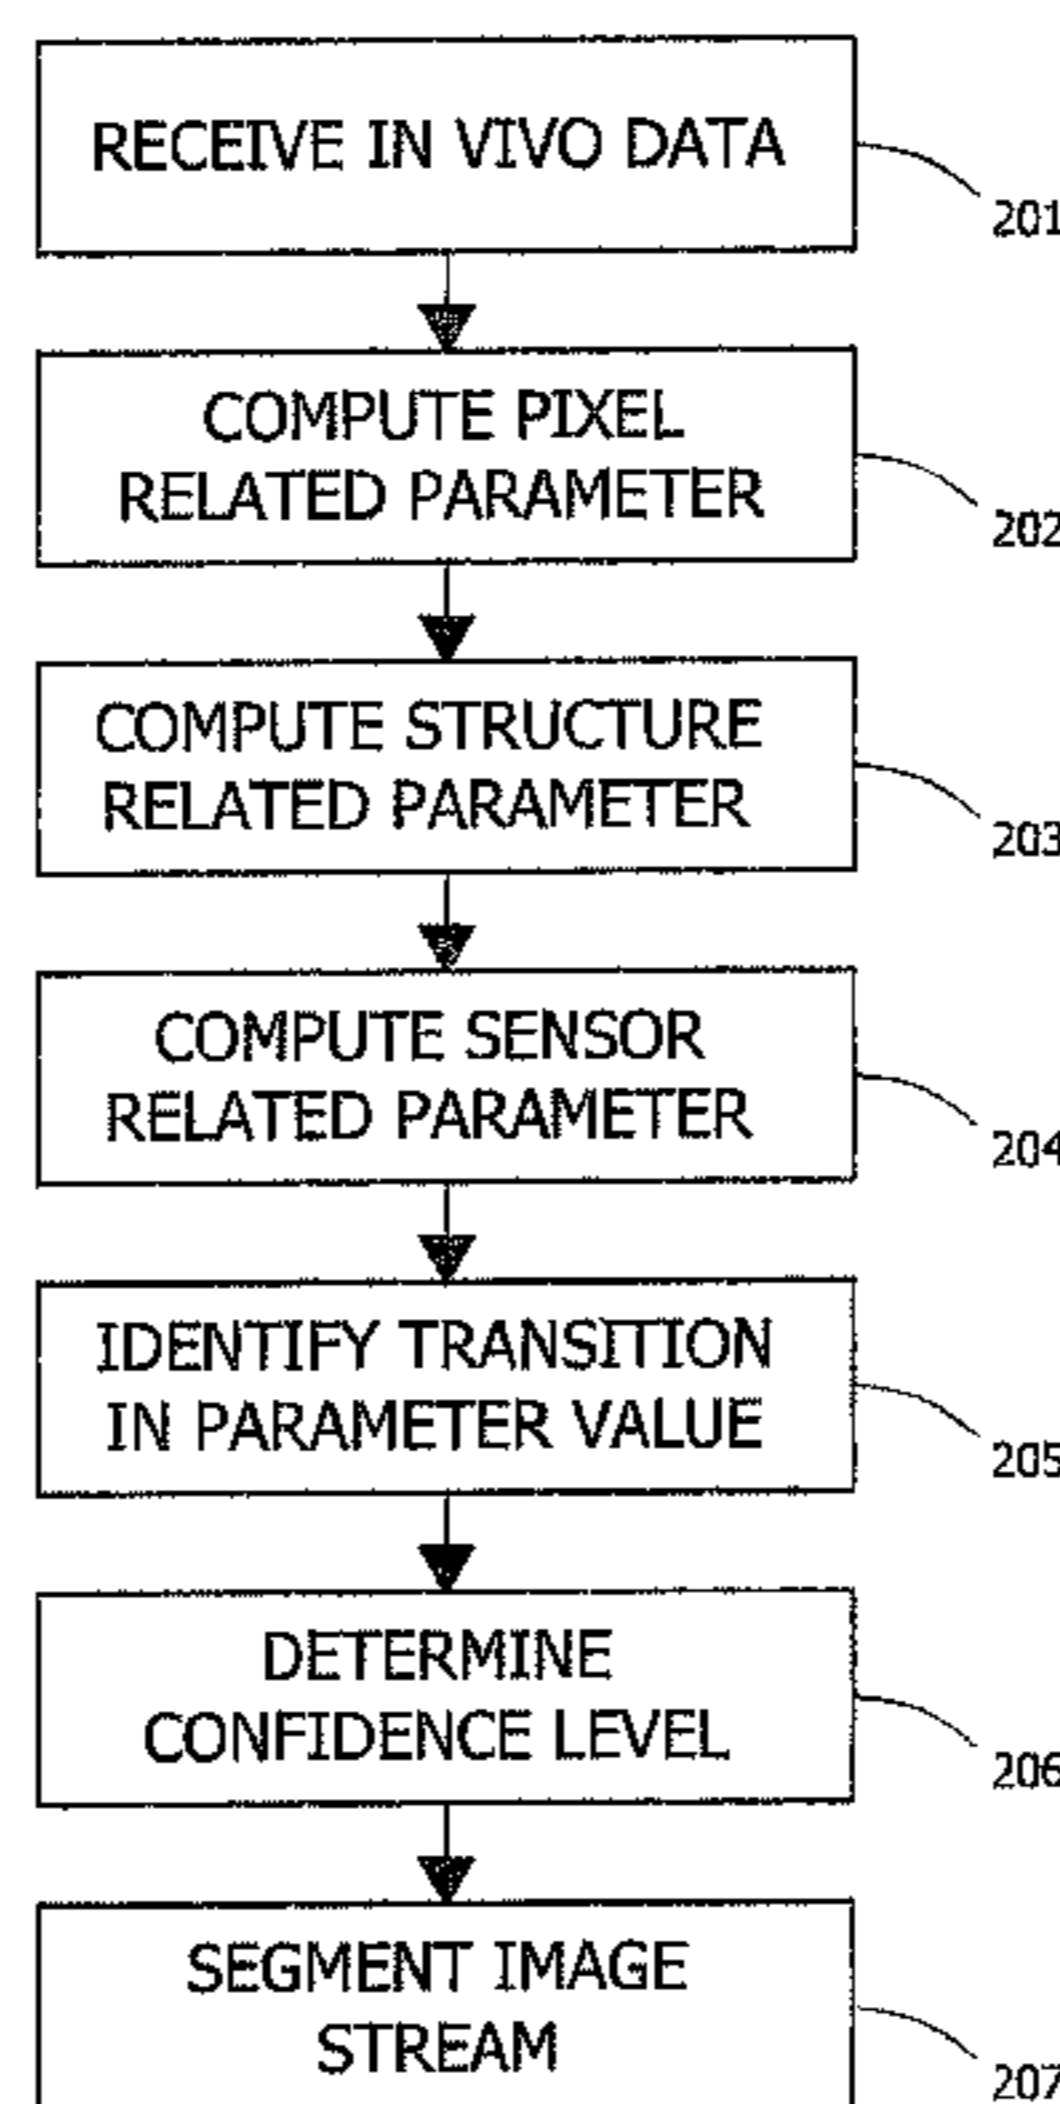 RECEIVE IN VIVO DATA
201
COMPUTE PIXEL
RELATED PARAMETER
202
COMPUTE STRUCTURE
RELATED PARAMETER
203
COMPUTE SENSOR
RELATED PARAMETER
204
IDENTIFY TRANSITION
IN PARAMETER VALUE
205
DETERMINE
CONFIDENCE LEVEL
206
SEGMENT IMAGE
STREAM
207